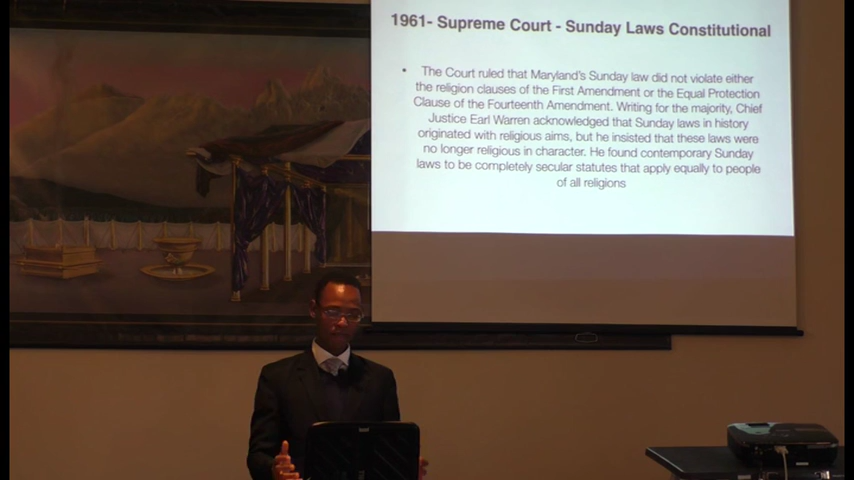 1961- Supreme Court - Sunday Laws Constitutional
• The Court ruled that Maryland's Sunday law did not violate either
the religion clauses of the First Amendment or the Equal Protection
Clause of the Fourteenth Amendment. Writing for the majority, Chief
Justice Earl Warren acknowledged that Sunday laws in history
originated with religious aims, but he insisted that these laws were
no longer religious in character. He found contemporary Sunday
laws to be completely secular statutes that apply equally to people
of all religions